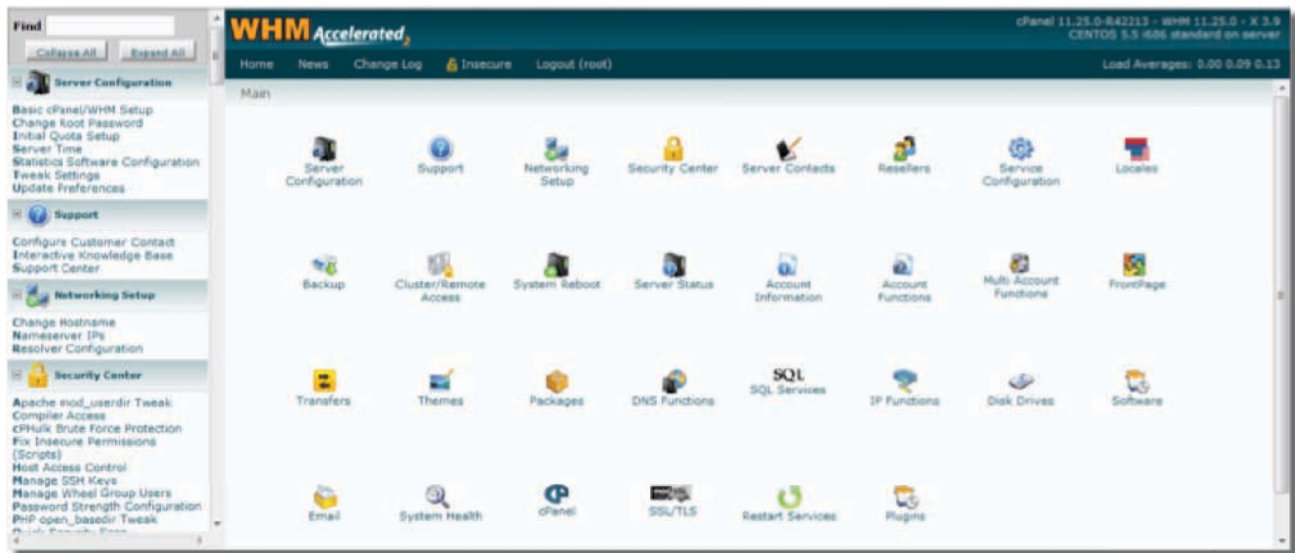 Find
Collapse All Expand All
Server Configuration
Basic cPanel/WHM Setup
Change Root Password
Initial Quota Setup
Server Time
Statistics Software Configuration
Tweak Settings
Update Preferences
Support
Configure Customer Contact
Interactive Knowledge Base
Support Center
Networking Setup
Change Hostname
Nameserver IPs
Resolver Configuration
Security Center
Apache mod_userdir Tweak
Compiler Access
cPHulk Brute Force Protection
Fix Insecure Permissions
(Scripts)
Host Access Control
Manage SSH Keys
Manage Wheel Group Users
Password Strength Configuration
PHP open_basedir Tweak
Quick Security Scan
WHM Accelerated2
cPanel 11.25.0-R42213 - WHM 11.25.0 - X 3.9
CENTOS 5.5 i686 standard on server
Home News Change Log Insecure Logout (root)
Load Averages: 0.00 0.09 0.13
Main
Server Configuration
Support
Networking Setup
Security Center
Server Contacts
Resellers
Service Configuration
Locales
Backup
Cluster/Remote Access
System Reboot
Server Status
Account Information
Account Functions
Multi Account Functions
FrontPage
Transfers
Themes
Packages
DNS Functions
SQL
SQL Services
IP Functions
Disk Drives
Software
Email
System Health
cPanel
SSL/TLS
Restart Services
Plugins